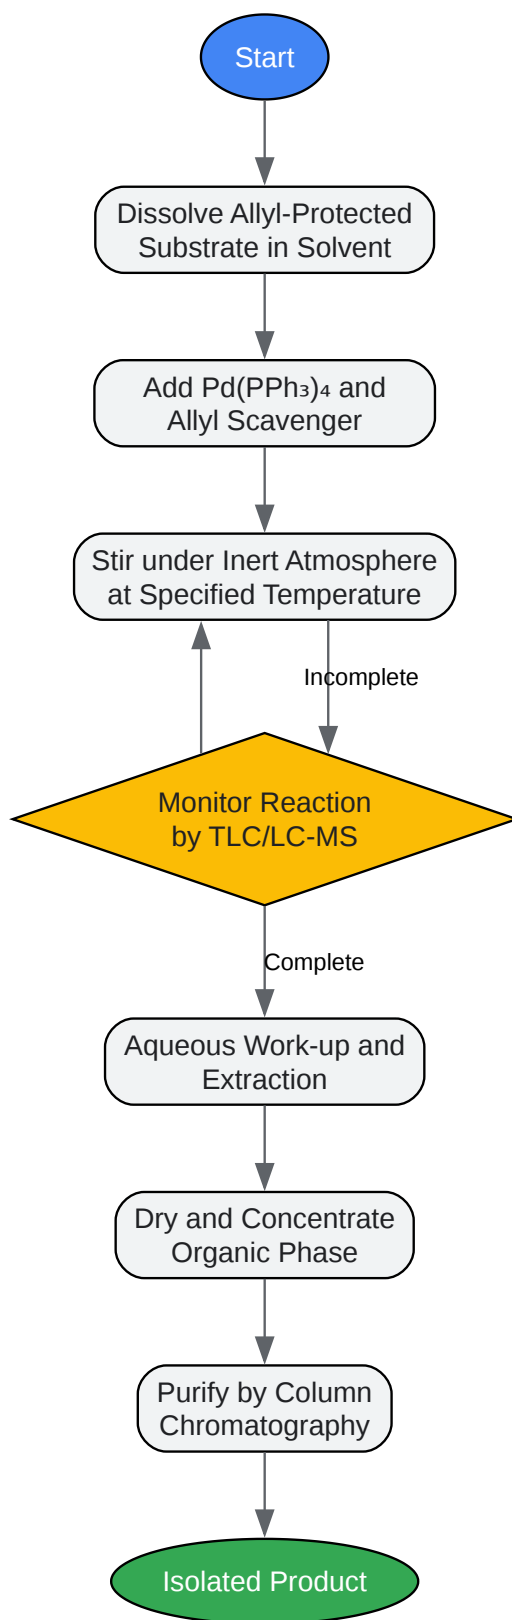 Start
Dissolve Allyl-Protected
Substrate in Solvent
Add Pd(PPh₃)₄ and
Allyl Scavenger
Stir under Inert Atmosphere
at Specified Temperature
Incomplete
Monitor Reaction
by TLC/LC-MS
Complete
Aqueous Work-up and
Extraction
Dry and Concentrate
Organic Phase
Purify by Column
Chromatography
Isolated Product